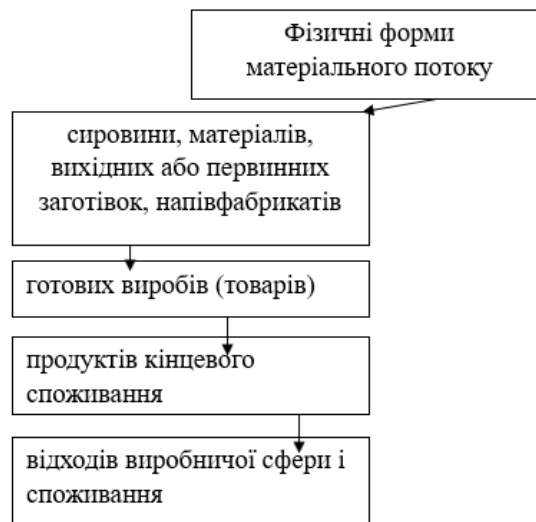 Фізичні форми
матеріального потоку
сировини, матеріалів,
вихідних або первинних
заготівок, напівфабрикатів
готових виробів (товарів)
продуктів кінцевого
споживання
відходів виробничої сфери і
споживання